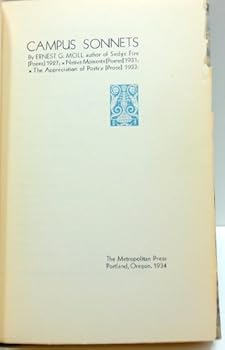 CAMPUS SONNETS
By ERNEST G. MOLL, author of Sedge Fire
(Poems) 1927; • Native Moments (Poems) 1931;
• The Appreciation of Poetry (Prose) 1933.
The Metropolitan Press
Portland, Oregon, 1934